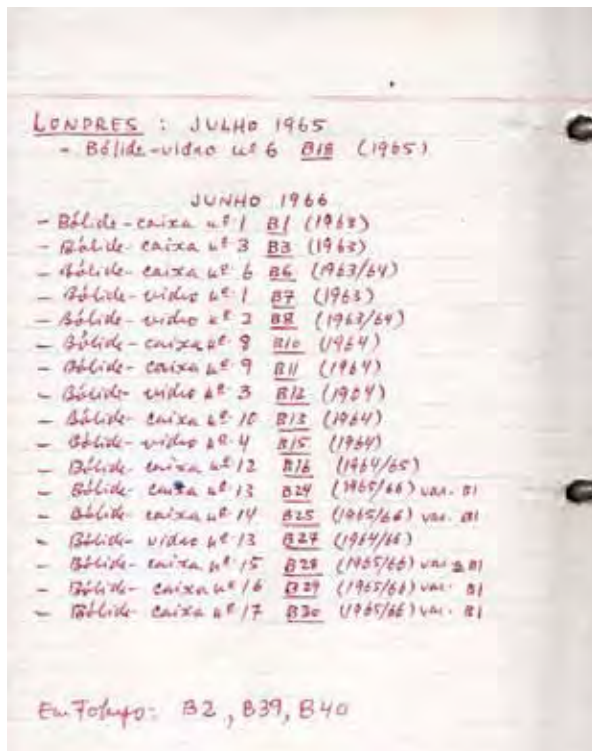 LONDRES : JULHO 1965
- Bólide-vidro nº 6 B18 (1965)
JUNHO 1966
- Bólide-caixa nº 1 B1 (1963)
- Bólide-caixa nº 3 B3 (1963)
- Bólide-caixa nº 6 B6 (1963/64)
- Bólide-vidro nº 1 B7 (1963)
- Bólide-vidro nº 2 B8 (1963/64)
- Bólide-caixa nº 8 B10 (1964)
- Bólide-caixa nº 9 B11 (1964)
- Bólide-vidro nº 3 B12 (1964)
- Bólide-caixa nº 10 B13 (1964)
- Bólide-vidro nº 4 B15 (1964)
- Bólide-caixa nº 12 B16 (1964/65)
- Bólide-caixa nº 13 B24 (1965/66) var. B1
- Bólide-caixa nº 14 B25 (1965/66) var. B1
- Bólide-vidro nº 13 B27 (1964/66)
- Bólide-caixa nº 15 B28 (1965/66) var. B1
- Bólide-caixa nº 16 B29 (1965/66) var. B1
- Bólide-caixa nº 17 B30 (1965/66) var. B1
Em : B2, B39, B40